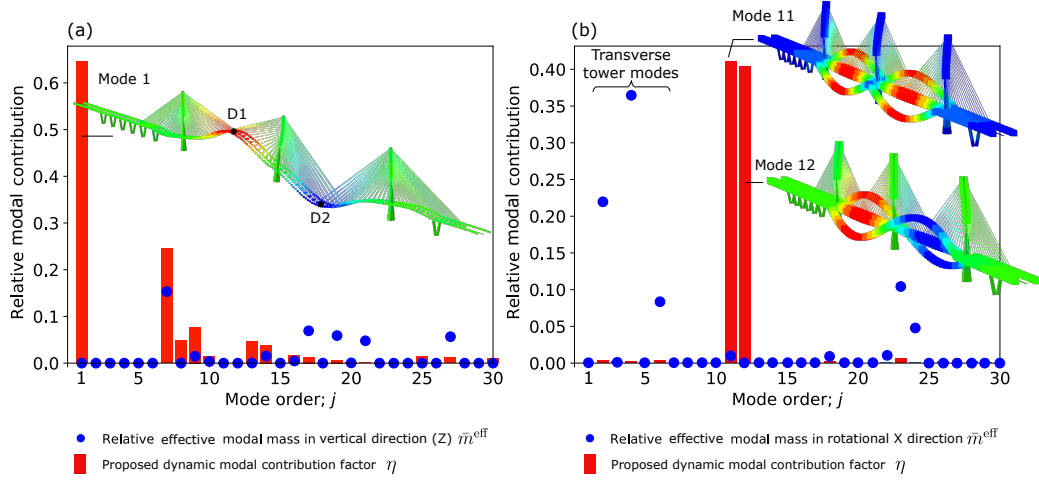 (a)
Relative modal contribution
0.6
0.5
0.4
0.3
0.2
0.1
0.0
Mode 1
D1
D2
1 5 10 15 20 25 30
Mode order; j
Relative effective modal mass in vertical direction (Z) m̄ᵉᶠᶠ
Proposed dynamic modal contribution factor η
(b)
Relative modal contribution
0.40
0.35
0.30
0.25
0.20
0.15
0.10
0.05
0.00
Mode 11
Transverse
tower modes
Mode 12
1 5 10 15 20 25 30
Mode order; j
Relative effective modal mass in rotational X direction m̄ᵉᶠᶠ
Proposed dynamic modal contribution factor η